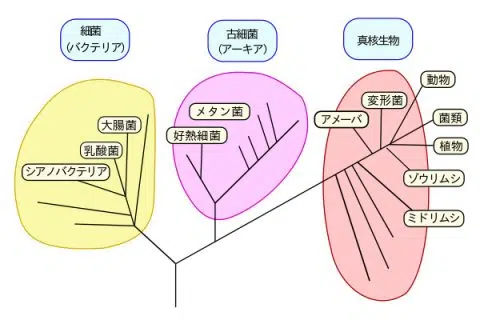 細菌
(バクテリア)
古細菌
(アーキア)
真核生物
動物
変形菌
メタン菌
菌類
アメーバ
大腸菌
好熱細菌
植物
乳酸菌
シアノバクテリア
ゾウリムシ
ミドリムシ